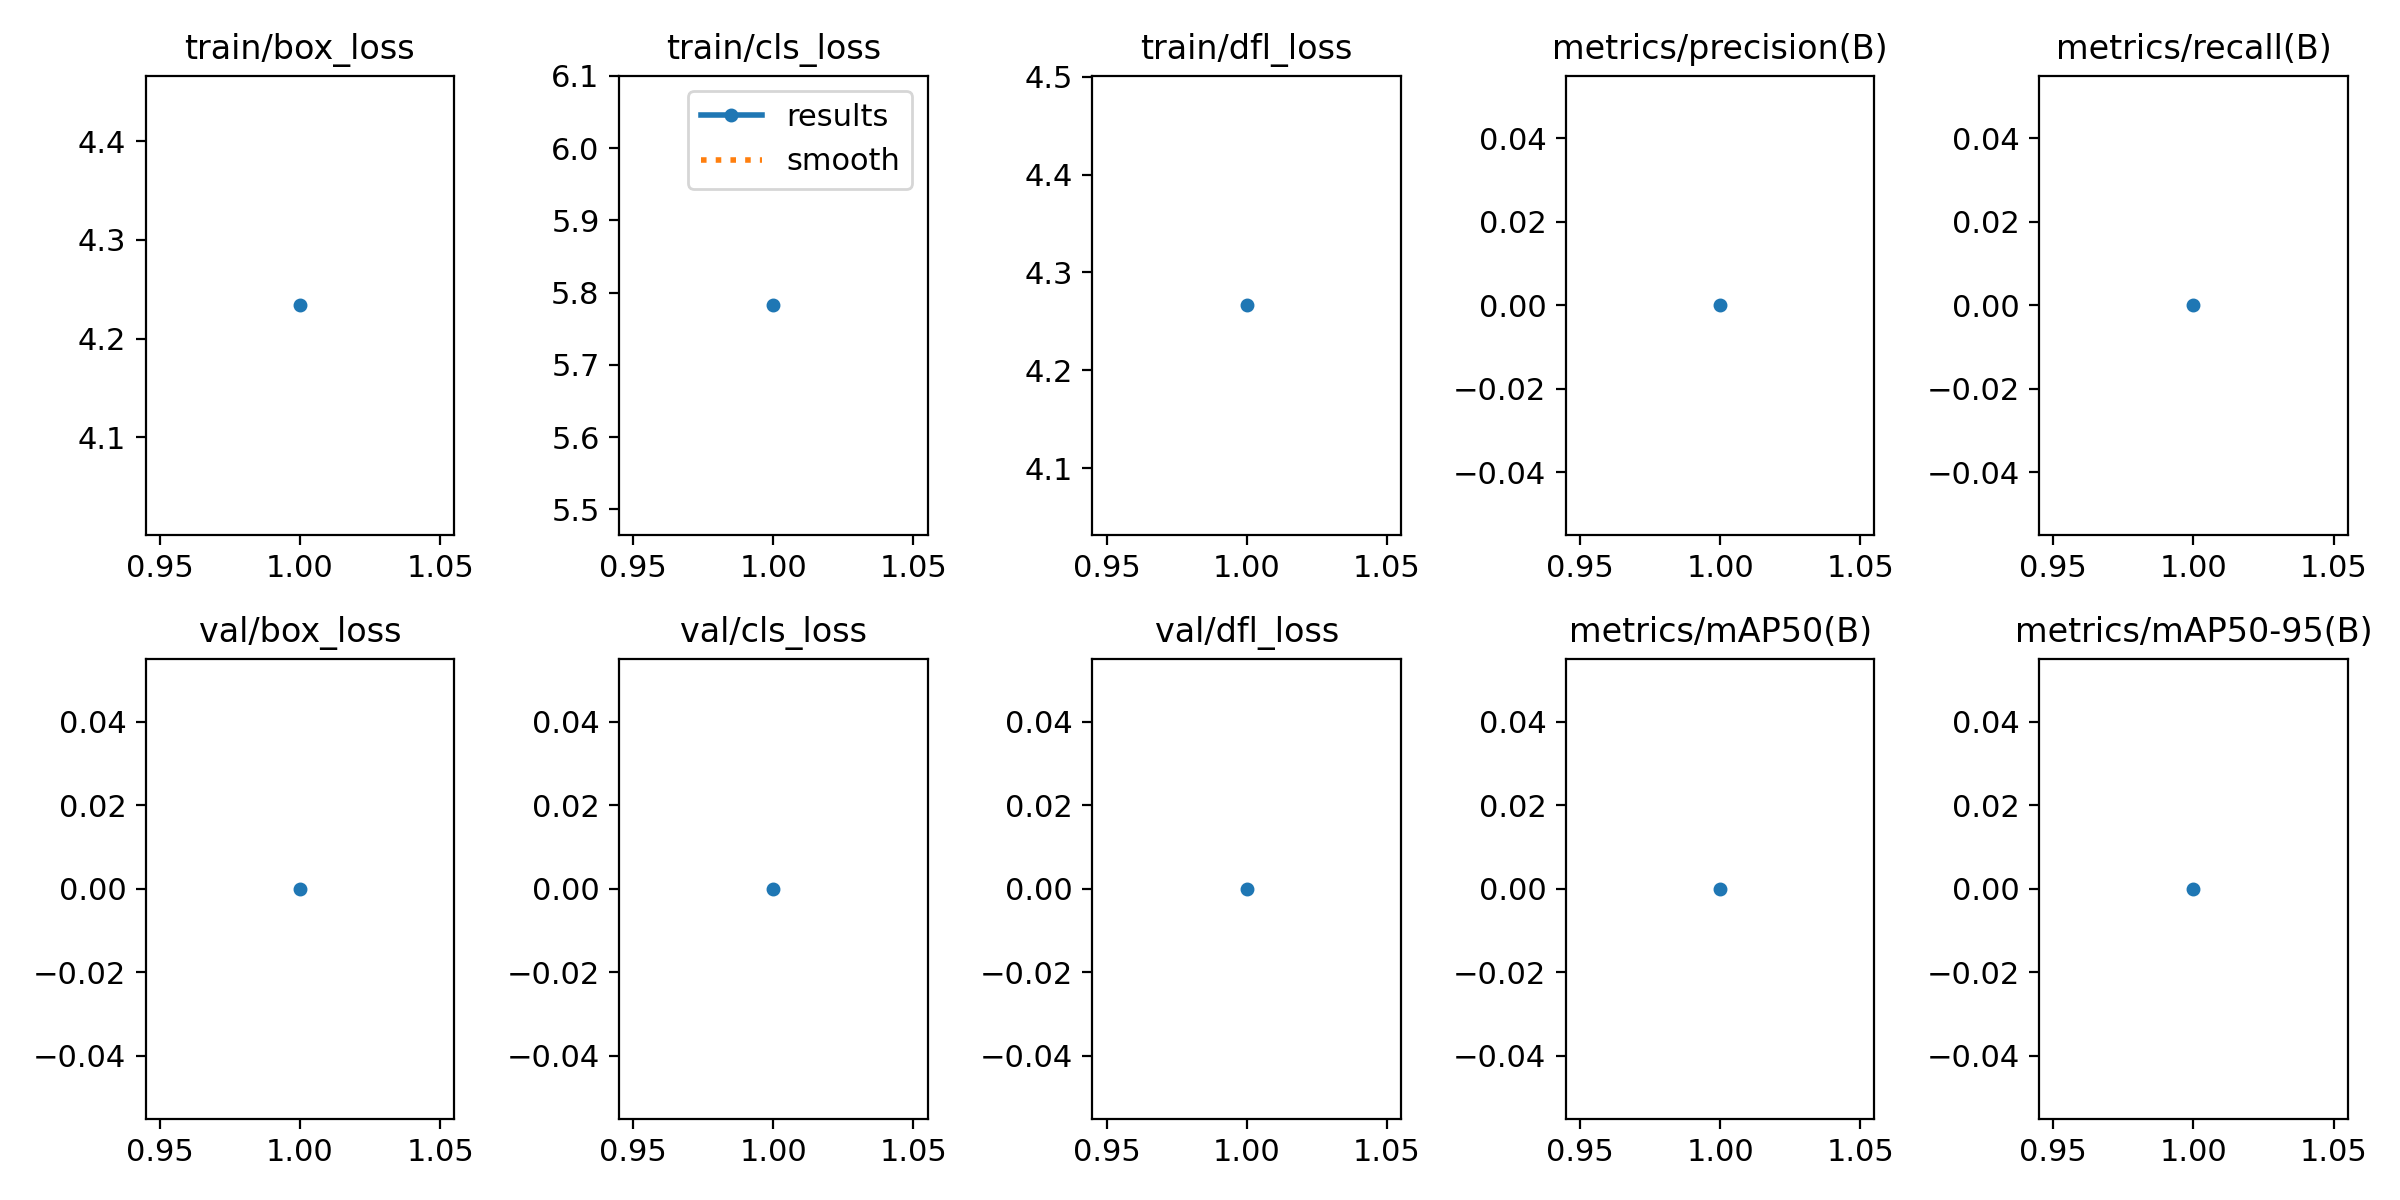 train/box_loss
4.4
4.3
4.2
4.1
0.95 1.00 1.05
train/cls_loss
6.1
6.0
5.9
5.8
5.7
5.6
5.5
results
smooth
0.95 1.00 1.05
train/dfl_loss
4.5
4.4
4.3
4.2
4.1
0.95 1.00 1.05
metrics/precision(B)
0.04
0.02
0.00
−0.02
−0.04
0.95 1.00 1.05
metrics/recall(B)
0.04
0.02
0.00
−0.02
−0.04
0.95 1.00 1.05
val/box_loss
0.04
0.02
0.00
−0.02
−0.04
0.95 1.00 1.05
val/cls_loss
0.04
0.02
0.00
−0.02
−0.04
0.95 1.00 1.05
val/dfl_loss
0.04
0.02
0.00
−0.02
−0.04
0.95 1.00 1.05
metrics/mAP50(B)
0.04
0.02
0.00
−0.02
−0.04
0.95 1.00 1.05
metrics/mAP50-95(B)
0.04
0.02
0.00
−0.02
−0.04
0.95 1.00 1.05